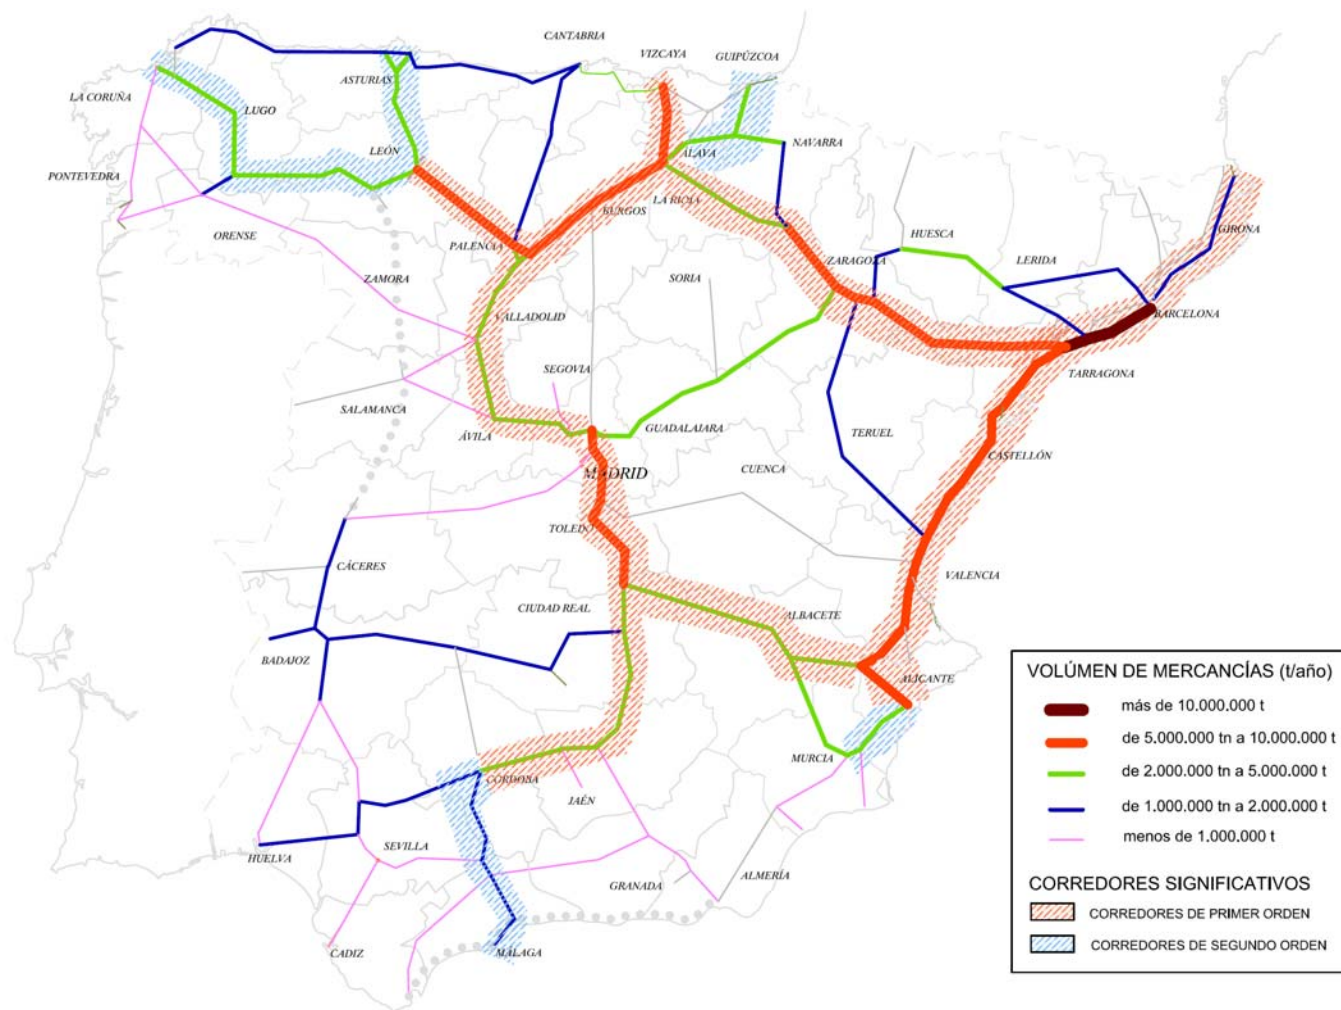 CANTABRIA
VIZCAYA
GUIPÚZCOA
ASTURIAS
LA CORUÑA
LUGO
LEÓN
ALAVA
NAVARRA
PONTEVEDRA
LA RIOJA
BURGOS
ORENSE
PALENCIA
HUESCA
LERIDA
GIRONA
ZAMORA
SORIA
ZARAGOZA
VALLADOLID
BARCELONA
SEGOVIA
TARRAGONA
SALAMANCA
ÁVILA
GUADALAJARA
TERUEL
CASTELLÓN
MADRID
CUENCA
TOLEDO
CÁCERES
VALENCIA
CIUDAD REAL
ALBACETE
BADAJOZ
ALICANTE
MURCIA
CÓRDOBA
JAÉN
SEVILLA
HUELVA
GRANADA
ALMERÍA
CADIZ
MÁLAGA
VOLÚMEN DE MERCANCÍAS (t/año)
más de 10.000.000 t
de 5.000.000 tn a 10.000.000 t
de 2.000.000 tn a 5.000.000 t
de 1.000.000 tn a 2.000.000 t
menos de 1.000.000 t
CORREDORES SIGNIFICATIVOS
CORREDORES DE PRIMER ORDEN
CORREDORES DE SEGUNDO ORDEN